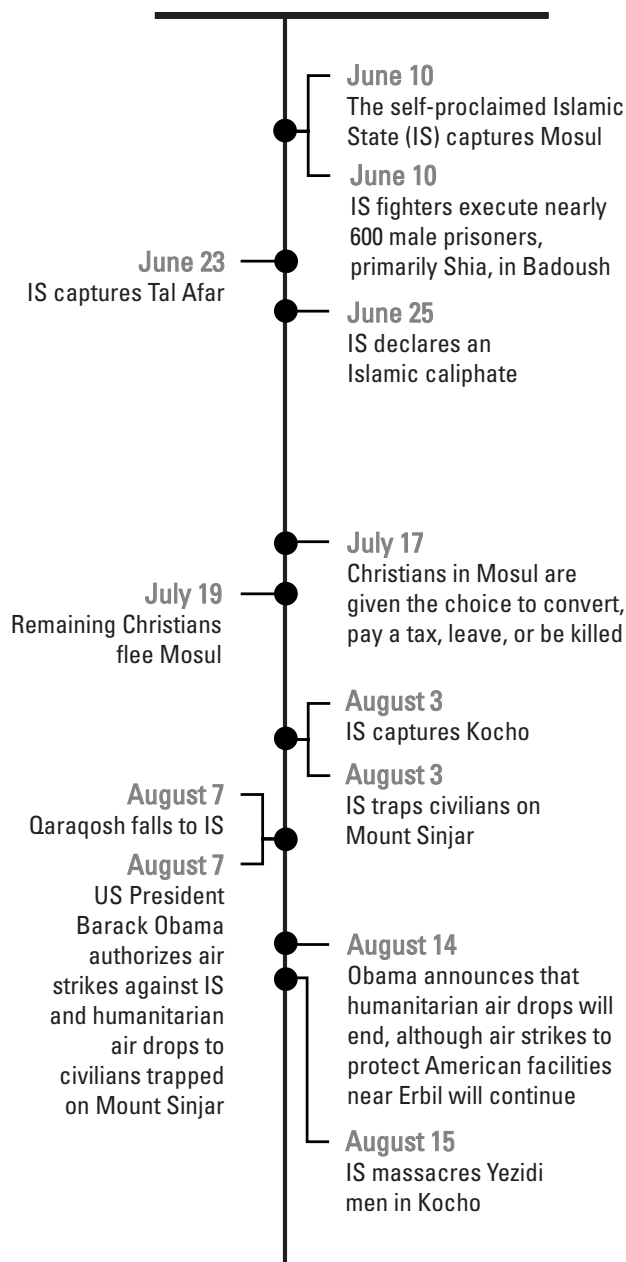 June 10
The self-proclaimed Islamic
State (IS) captures Mosul
June 10
IS fighters execute nearly
600 male prisoners,
primarily Shia, in Badoush
June 23
IS captures Tal Afar
June 25
IS declares an
Islamic caliphate
July 17
Christians in Mosul are
given the choice to convert,
pay a tax, leave, or be killed
July 19
Remaining Christians
flee Mosul
August 3
IS captures Kocho
August 3
IS traps civilians on
Mount Sinjar
August 7
Qaraqosh falls to IS
August 7
US President
Barack Obama
authorizes air
strikes against IS
and humanitarian
air drops to
civilians trapped
on Mount Sinjar
August 14
Obama announces that
humanitarian air drops will
end, although air strikes to
protect American facilities
near Erbil will continue
August 15
IS massacres Yezidi
men in Kocho